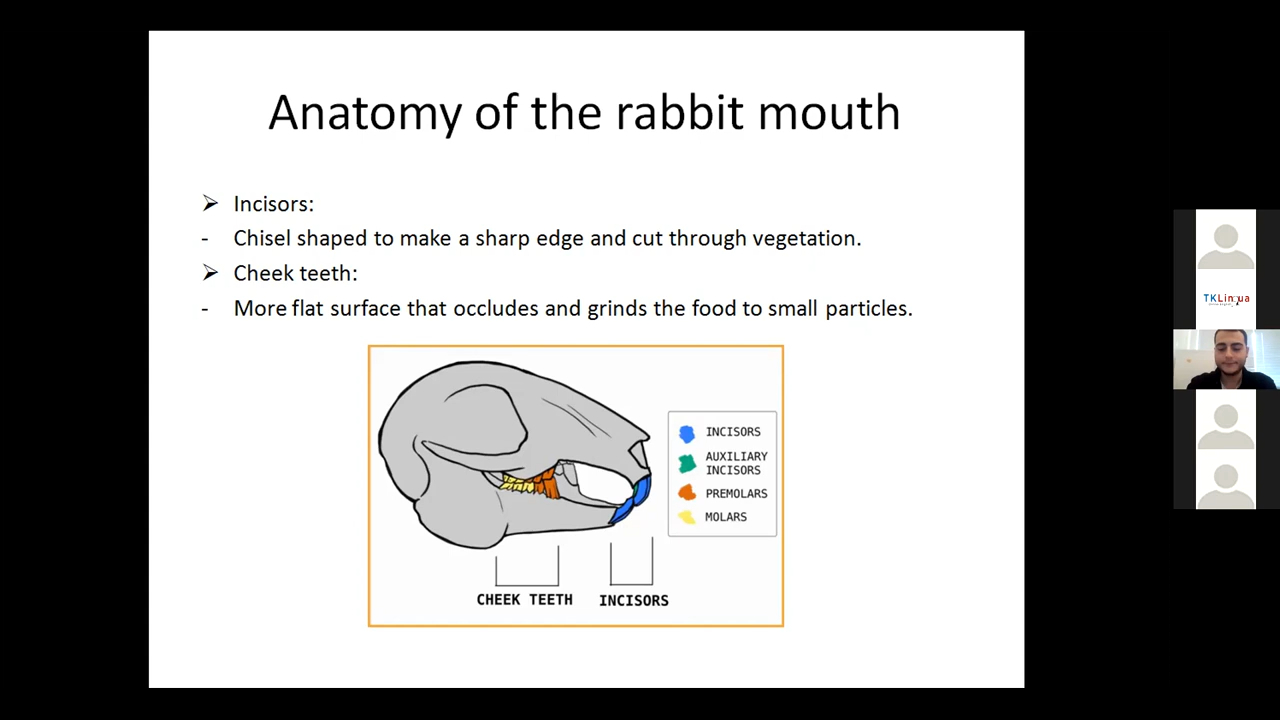 Anatomy of the rabbit mouth
➢ Incisors:
- Chisel shaped to make a sharp edge and cut through vegetation.
➢ Cheek teeth:
- More flat surface that occludes and grinds the food to small particles.
INCISORS
AUXILIARY
INCISORS
PREMOLARS
MOLARS
CHEEK TEETH
INCISORS
TKLingua